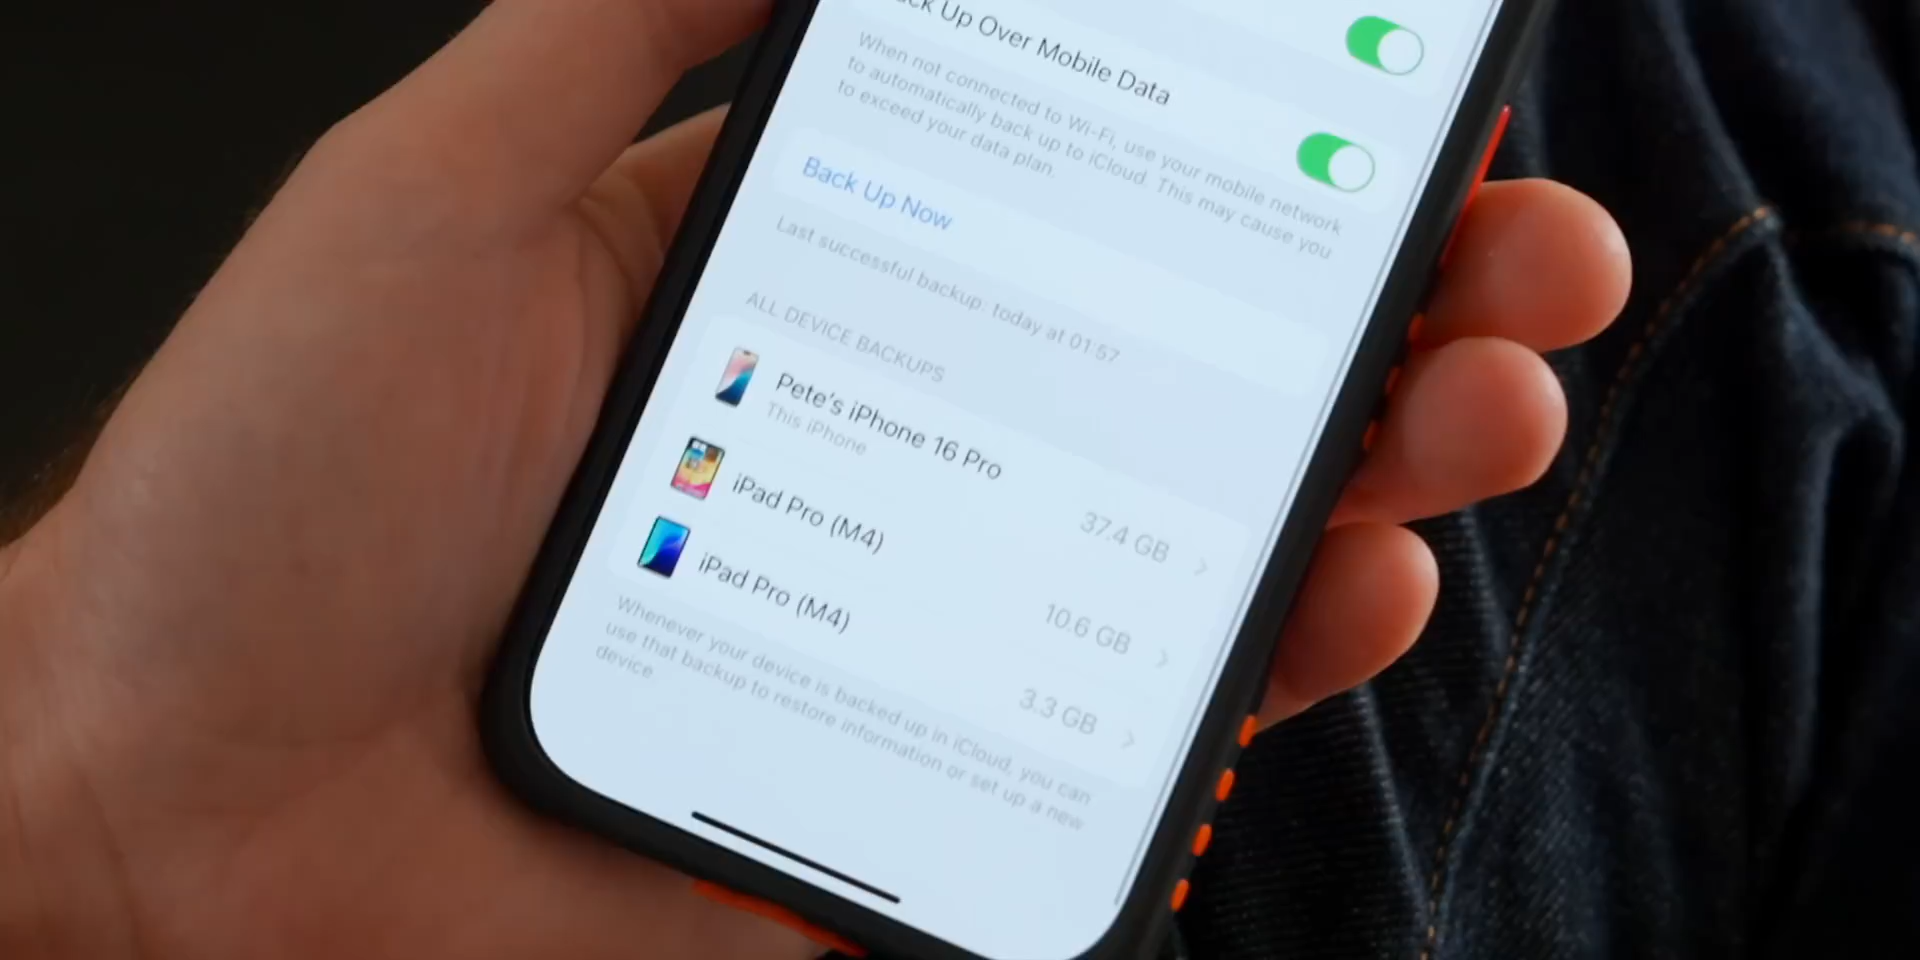 ck Up Over Mobile Data
When not connected to Wi-Fi, use your mobile network
to automatically back up to iCloud. This may cause you
to exceed your data plan.
Back Up Now
Last successful backup: today at 01:57
ALL DEVICE BACKUPS
Pete's iPhone 16 Pro
This iPhone
37.4 GB
iPad Pro (M4)
10.6 GB
iPad Pro (M4)
3.3 GB
Whenever your device is backed up in iCloud, you can
use that backup to restore information or set up a new
device.